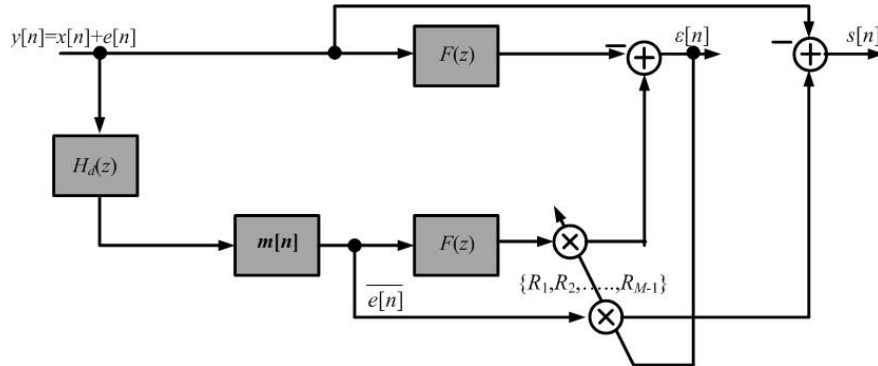 y[n]=x[n]+e[n]
F(z)
−
+
ε[n]
−
+
s[n]
H_d(z)
m[n]
F(z)
×
{R_1,R_2,.....,R_{M-1}}
e[n]
×